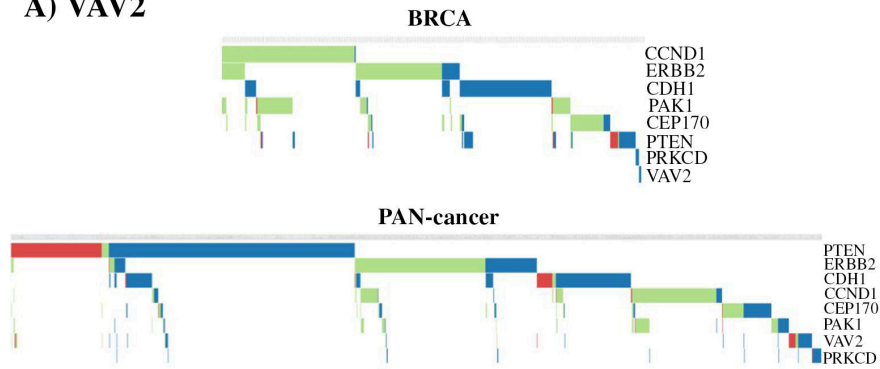 A) VAV2
BRCA
CCND1
ERBB2
CDH1
PAK1
CEP170
PTEN
PRKCD
VAV2
PAN-cancer
PTEN
ERBB2
CDH1
CCND1
CEP170
PAK1
VAV2
PRKCD